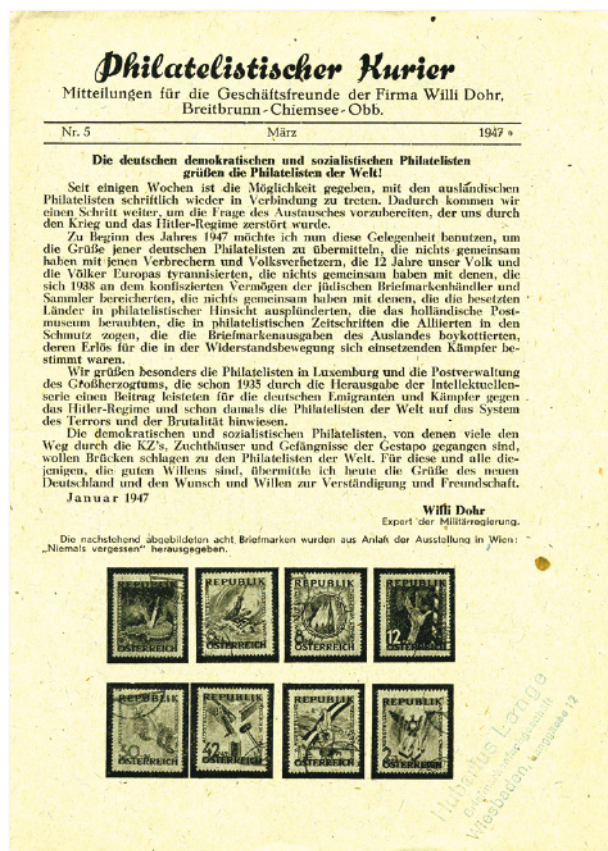 Philatelistischer Kurier
Mitteilungen für die Geschäftsfreunde der Firma Willi Dohr,
Breitbrunn-Chiemsee-Obb.
Nr. 5 März 1947
Die deutschen demokratischen und sozialistischen Philatelisten
grüßen die Philatelisten der Welt!
Seit einigen Wochen ist die Möglichkeit gegeben, mit den ausländischen
Philatelisten schriftlich wieder in Verbindung zu treten. Dadurch kommen wir
einen Schritt weiter, um die Frage des Austausches vorzubereiten, der uns durch
den Krieg und das Hitler-Regime zerstört wurde.
Zu Beginn des Jahres 1947 möchte ich nun diese Gelegenheit benutzen, um
die Grüße jener deutschen Philatelisten zu übermitteln, die nichts gemeinsam
haben mit jenen Verbrechern und Volksverhetzern, die 12 Jahre unser Volk und
die Völker Europas tyrannisierten, die nichts gemeinsam haben mit denen, die
sich 1938 an dem konfiszierten Vermögen der jüdischen Briefmarkenhändler und
Sammler bereicherten, die nichts gemeinsam haben mit denen, die die besetzten
Länder in philatelistischer Hinsicht ausplünderten, die das holländische Post-
museum beraubten, die in philatelistischen Zeitschriften die Alliierten in den
Schmutz zogen, die die Briefmarkenausgaben des Auslandes boykottierten,
deren Erlös für die in der Widerstandsbewegung sich einsetzenden Kämpfer be-
stimmt waren.
Wir grüßen besonders die Philatelisten in Luxemburg und die Postverwaltung
des Großherzogtums, die schon 1935 durch die Herausgabe der Intellektuellen-
serie einen Beitrag leisteten für die deutschen Emigranten und Kämpfer gegen
das Hitler-Regime und schon damals die Philatelisten der Welt auf das System
des Terrors und der Brutalität hinwiesen.
Die demokratischen und sozialistischen Philatelisten, von denen viele den
Weg durch die KZ's, Zuchthäuser und Gefängnisse der Gestapo gegangen sind,
wollen Brücken schlagen zu den Philatelisten der Welt. Für diese und alle die-
jenigen, die guten Willens sind, übermittle ich heute die Grüße des neuen
Deutschland und den Wunsch und Willen zur Verständigung und Freundschaft.
Januar 1947
Willi Dohr
Expert der Militärregierung.
Die nachstehend abgebildeten acht Briefmarken wurden aus Anlaß der Ausstellung in Wien:
„Niemals vergessen" herausgegeben.
REPUBLIK REPUBLIK REPUBLIK REPUBLIK
8 12
ÖSTERREICH ÖSTERREICH ÖSTERREICH ÖSTERREICH
REPUBLIK REPUBLIK REPUBLIK REPUBLIK
30 42 2
ÖSTERREICH ÖSTERREICH ÖSTERREICH ÖSTERREICH
Hubertus Lange
Wiesbaden, Langgasse 12